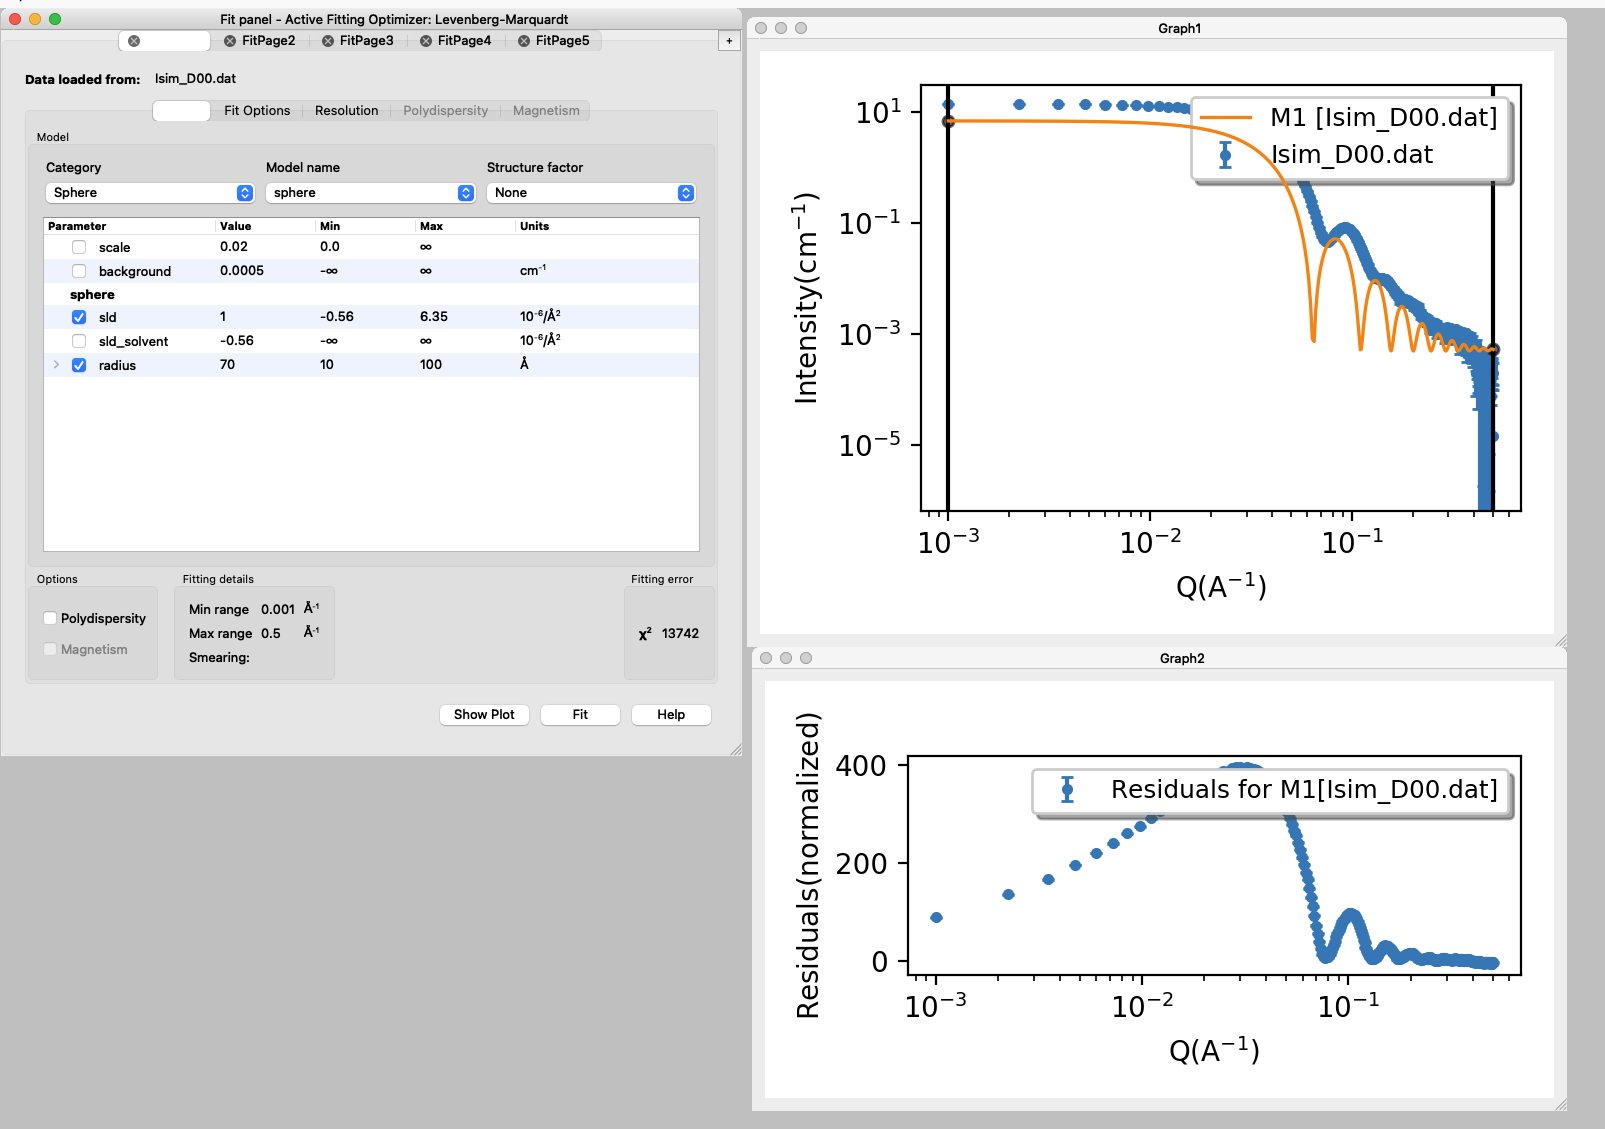 Fit panel - Active Fitting Optimizer: Levenberg-Marquardt
FitPage2 FitPage3 FitPage4 FitPage5 +
Data loaded from: Isim_D00.dat
Fit Options Resolution Polydispersity Magnetism
Model
Category Model name Structure factor
Sphere sphere None
Parameter Value Min Max Units
scale 0.02 0.0 ∞
background 0.0005 -∞ ∞ cm⁻¹
sphere
sld 1 -0.56 6.35 10⁻⁶/Å²
sld_solvent -0.56 -∞ ∞ 10⁻⁶/Å²
radius 70 10 100 Å
Options Fitting details Fitting error
Polydispersity
Magnetism
Min range 0.001 Å⁻¹
Max range 0.5 Å⁻¹
Smearing:
χ² 13742
Show Plot Fit Help
Graph1
M1 [Isim_D00.dat]
Isim_D00.dat
Intensity(cm⁻¹)
10¹
10⁻¹
10⁻³
10⁻⁵
10⁻³ 10⁻² 10⁻¹
Q(A⁻¹)
Graph2
Residuals for M1[Isim_D00.dat]
Residuals(normalized)
400
200
0
10⁻³ 10⁻² 10⁻¹
Q(A⁻¹)